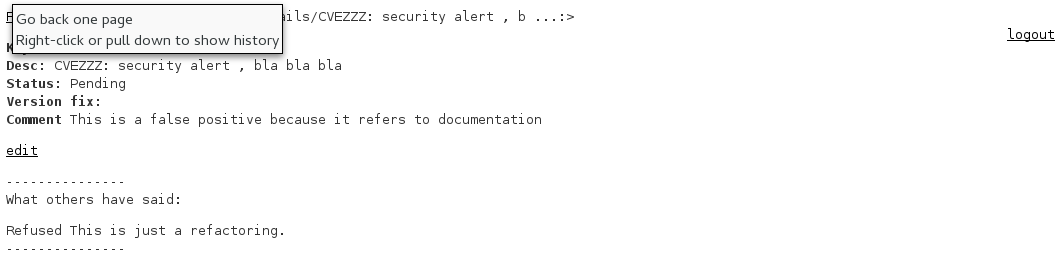 Go back one page
Right-click or pull down to show history
ails/CVEZZZ: security alert , b ...:>
logout
Desc: CVEZZZ: security alert , bla bla bla
Status: Pending
Version fix:
Comment This is a false positive because it refers to documentation
edit
---------------
What others have said:
Refused This is just a refactoring.
---------------